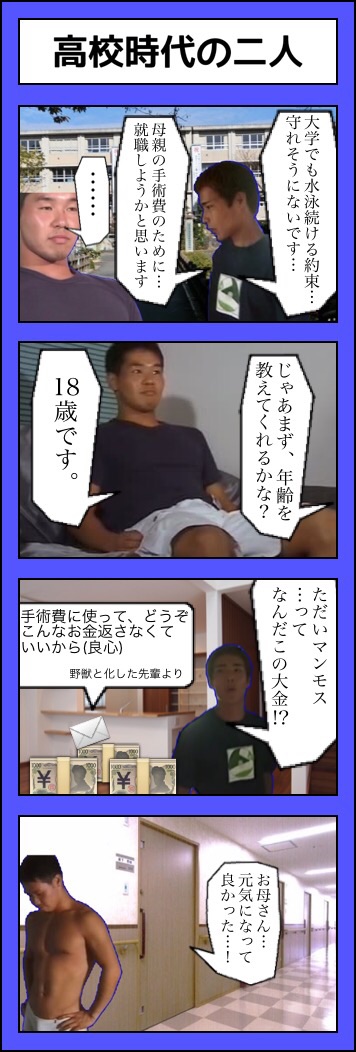 高校時代の二人
大学でも水泳続ける約束…
守れそうにないです…
母親の手術費のために…
就職しようかと思います
……
じゃあまず、年齢を
教えてくれるかな？
18歳です。
ただいマンモス
…って
なんだこの大金!?
手術費に使って、どうぞ
こんなお金返さなくて
いいから(良心)
野獣と化した先輩より
お母さん…
元気になって
良かった…！